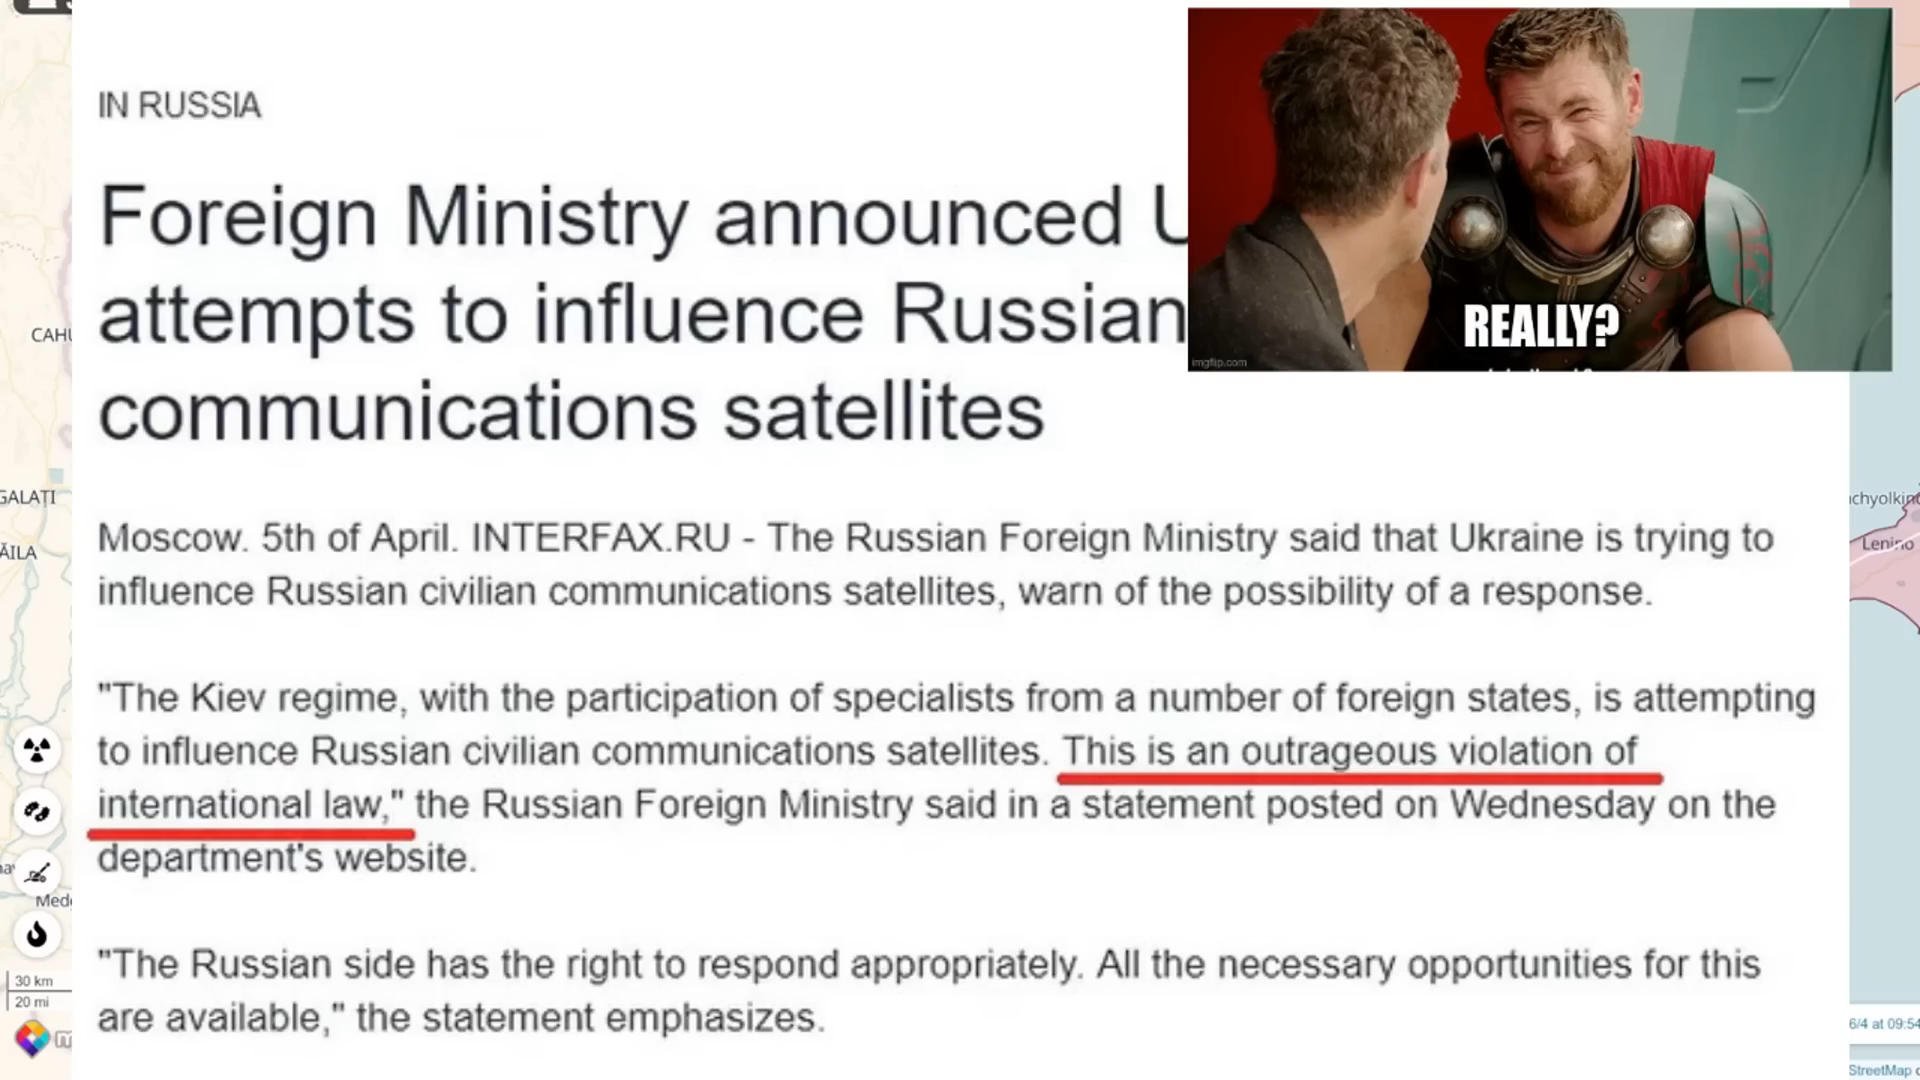 IN RUSSIA
Foreign Ministry announced
attempts to influence Russian
communications satellites
REALLY?
imgflip.com
Moscow. 5th of April. INTERFAX.RU - The Russian Foreign Ministry said that Ukraine is trying to
influence Russian civilian communications satellites, warn of the possibility of a response.
"The Kiev regime, with the participation of specialists from a number of foreign states, is attempting
to influence Russian civilian communications satellites. This is an outrageous violation of
international law," the Russian Foreign Ministry said in a statement posted on Wednesday on the
department's website.
"The Russian side has the right to respond appropriately. All the necessary opportunities for this
are available," the statement emphasizes.
GALAȚI
30 km
20 mi
Lenino
6/4 at 09:54
StreetMap